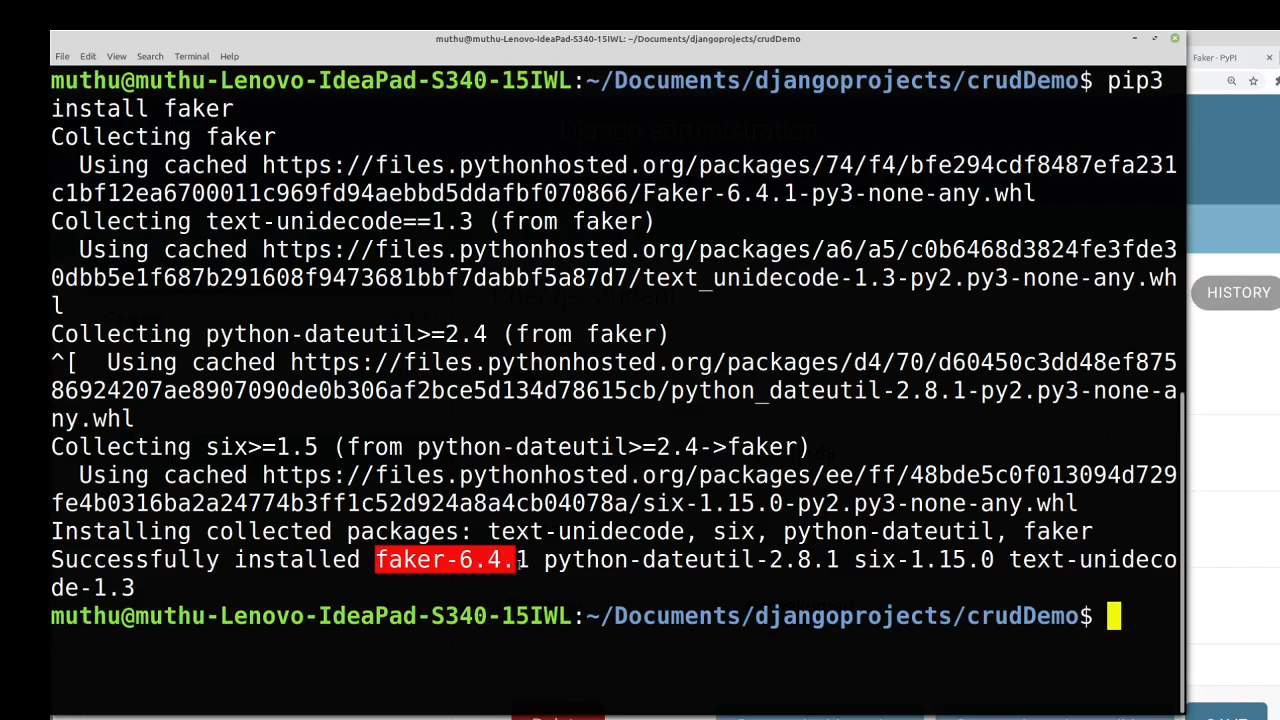 muthu@muthu-Lenovo-IdeaPad-S340-15IWL: ~/Documents/djangoprojects/crudDemo
File Edit View Search Terminal Help
Faker · PyPI
muthu@muthu-Lenovo-IdeaPad-S340-15IWL:~/Documents/djangoprojects/crudDemo$ pip3
install faker
Collecting faker
Using cached https://files.pythonhosted.org/packages/74/f4/bfe294cdf8487efa231
c1bf12ea6700011c969fd94aebbd5ddafbf070866/Faker-6.4.1-py3-none-any.whl
Collecting text-unidecode==1.3 (from faker)
Using cached https://files.pythonhosted.org/packages/a6/a5/c0b6468d3824fe3fde3
0dbb5e1f687b291608f9473681bbf7dabbf5a87d7/text_unidecode-1.3-py2.py3-none-any.wh
l
Collecting python-dateutil>=2.4 (from faker)
^[  Using cached https://files.pythonhosted.org/packages/d4/70/d60450c3dd48ef875
86924207ae8907090de0b306af2bce5d134d78615cb/python_dateutil-2.8.1-py2.py3-none-a
ny.whl
Collecting six>=1.5 (from python-dateutil>=2.4->faker)
Using cached https://files.pythonhosted.org/packages/ee/ff/48bde5c0f013094d729
fe4b0316ba2a24774b3ff1c52d924a8a4cb04078a/six-1.15.0-py2.py3-none-any.whl
Installing collected packages: text-unidecode, six, python-dateutil, faker
Successfully installed faker-6.4.1 python-dateutil-2.8.1 six-1.15.0 text-unideco
de-1.3
muthu@muthu-Lenovo-IdeaPad-S340-15IWL:~/Documents/djangoprojects/crudDemo$
Django administration
Change student
HISTORY